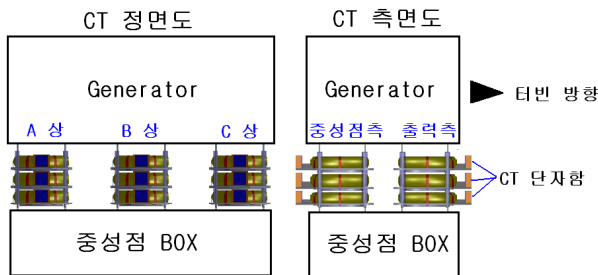 CT 정면도
CT 측면도
Generator
Generator
터빈 방향
A 상
B 상
C 상
중성점측
출력측
CT 단자함
중성점 BOX
중성점 BOX